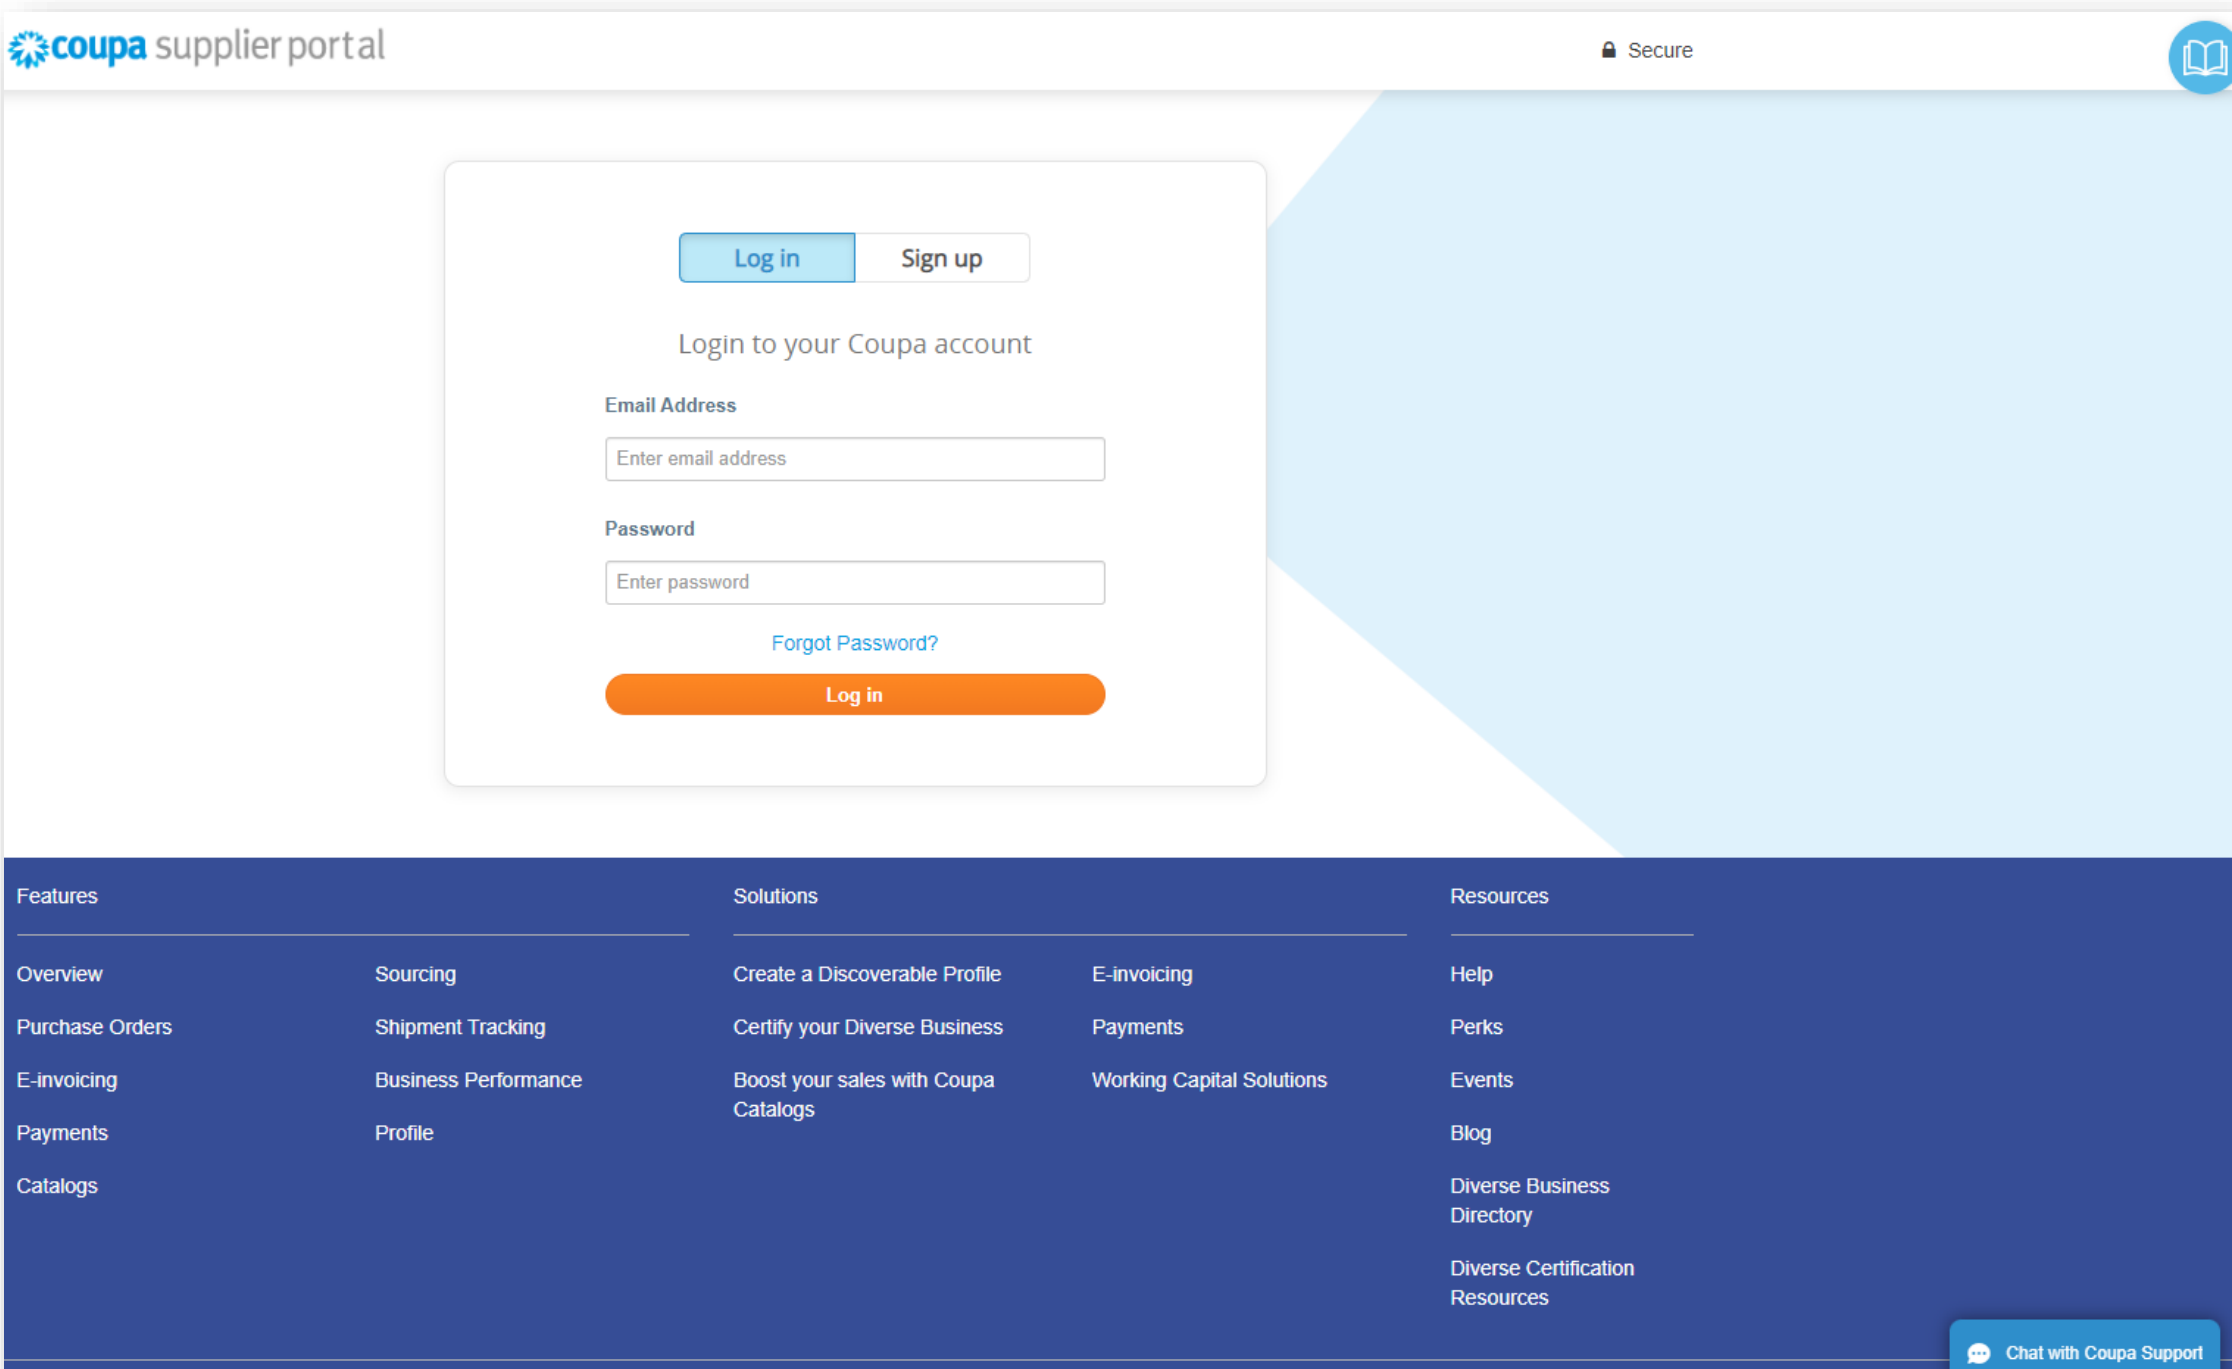 coupa supplier portal
Secure
Log in
Sign up
Login to your Coupa account
Email Address
Enter email address
Password
Enter password
Forgot Password?
Log in
Features
Overview
Purchase Orders
E-invoicing
Payments
Catalogs
Sourcing
Shipment Tracking
Business Performance
Profile
Solutions
Create a Discoverable Profile
Certify your Diverse Business
Boost your sales with Coupa
Catalogs
E-invoicing
Payments
Working Capital Solutions
Resources
Help
Perks
Events
Blog
Diverse Business
Directory
Diverse Certification
Resources
Chat with Coupa Support